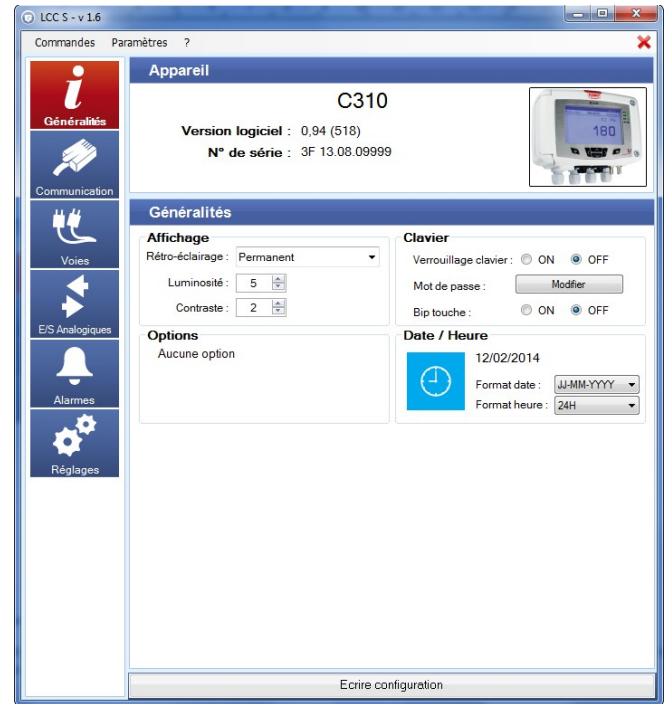 LCC S - v 1.6
Commandes Paramètres ?
Appareil
C310
Version logiciel : 0,94 (518)
N° de série : 3F 13.08.09999
180
Généralités
Communication
Voies
E/S Analogiques
Alarmes
Réglages
Généralités
Affichage
Rétro-éclairage : Permanent
Luminosité : 5
Contraste : 2
Clavier
Verrouillage clavier : ON OFF
Mot de passe : Modifier
Bip touche : ON OFF
Options
Aucune option
Date / Heure
12/02/2014
Format date : JJ-MM-YYYY
Format heure : 24H
Ecrire configuration